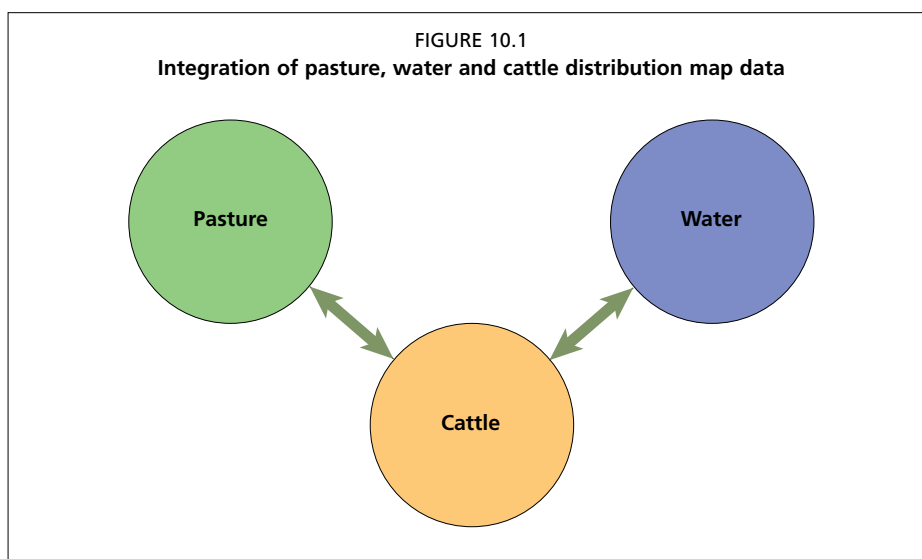 FIGURE 10.1
Integration of pasture, water and cattle distribution map data
Pasture
Water
Cattle